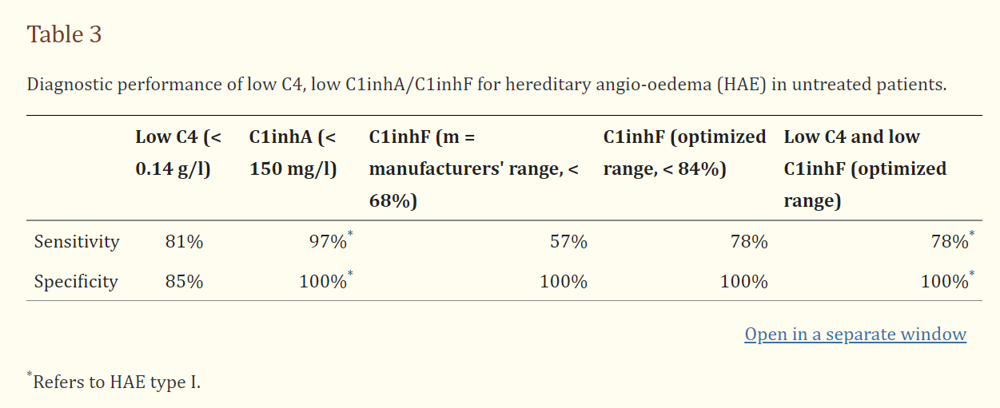 Table 3
Diagnostic performance of low C4, low C1inhA/C1inhF for hereditary angio-oedema (HAE) in untreated patients.
Low C4 (< C1inhA (< C1inhF (m = C1inhF (optimized Low C4 and low
0.14 g/l) 150 mg/l) manufacturers' range, < range, < 84%) C1inhF (optimized
68%) range)
Sensitivity 81% 97%* 57% 78% 78%*
Specificity 85% 100%* 100% 100% 100%*
Open in a separate window
*Refers to HAE type I.